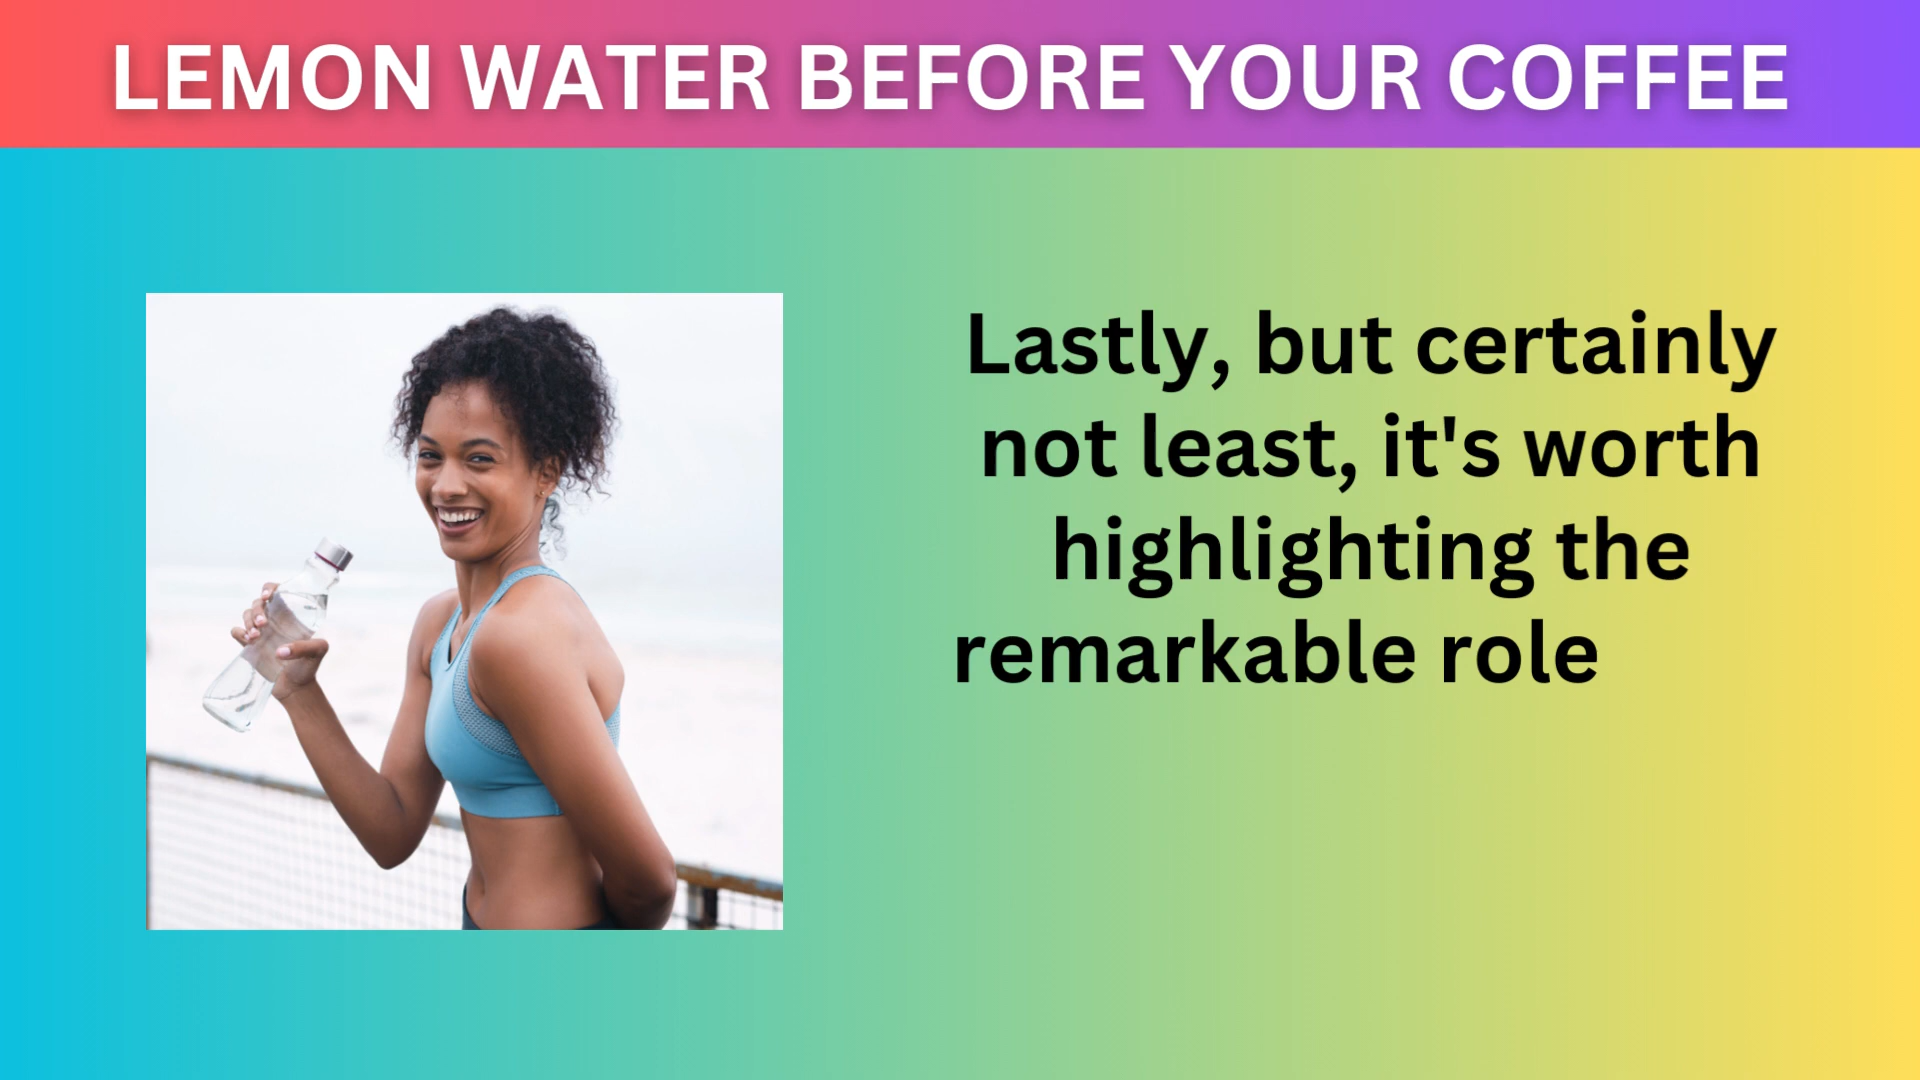 LEMON WATER BEFORE YOUR COFFEE
Lastly, but certainly
not least, it's worth
highlighting the
remarkable role